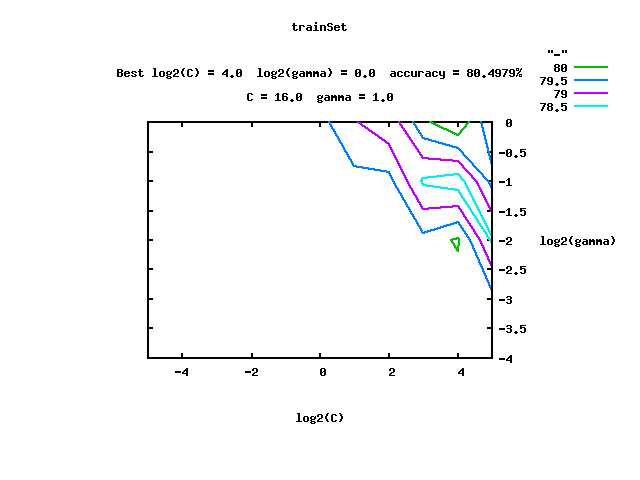 trainSet
"-"
Best log2(C) = 4.0  log2(gamma) = 0.0  accuracy = 80.4979%
80
79.5
C = 16.0  gamma = 1.0
79
78.5
0
-0.5
-1
-1.5
-2
log2(gamma)
-2.5
-3
-3.5
-4
-4 -2 0 2 4
log2(C)